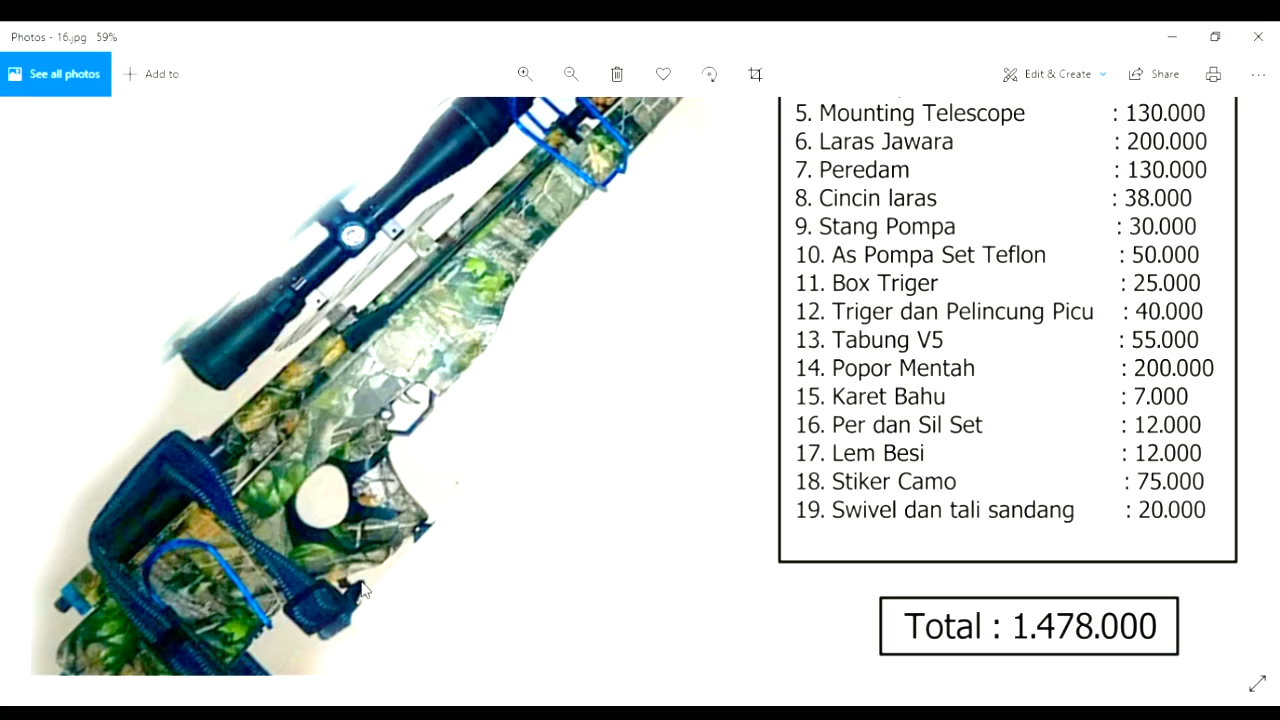 Photos - 16.jpg 59%
See all photos
Add to
Edit & Create
Share
5. Mounting Telescope : 130.000
6. Laras Jawara : 200.000
7. Peredam : 130.000
8. Cincin laras : 38.000
9. Stang Pompa : 30.000
10. As Pompa Set Teflon : 50.000
11. Box Triger : 25.000
12. Triger dan Pelincung Picu : 40.000
13. Tabung V5 : 55.000
14. Popor Mentah : 200.000
15. Karet Bahu : 7.000
16. Per dan Sil Set : 12.000
17. Lem Besi : 12.000
18. Stiker Camo : 75.000
19. Swivel dan tali sandang : 20.000
Total : 1.478.000